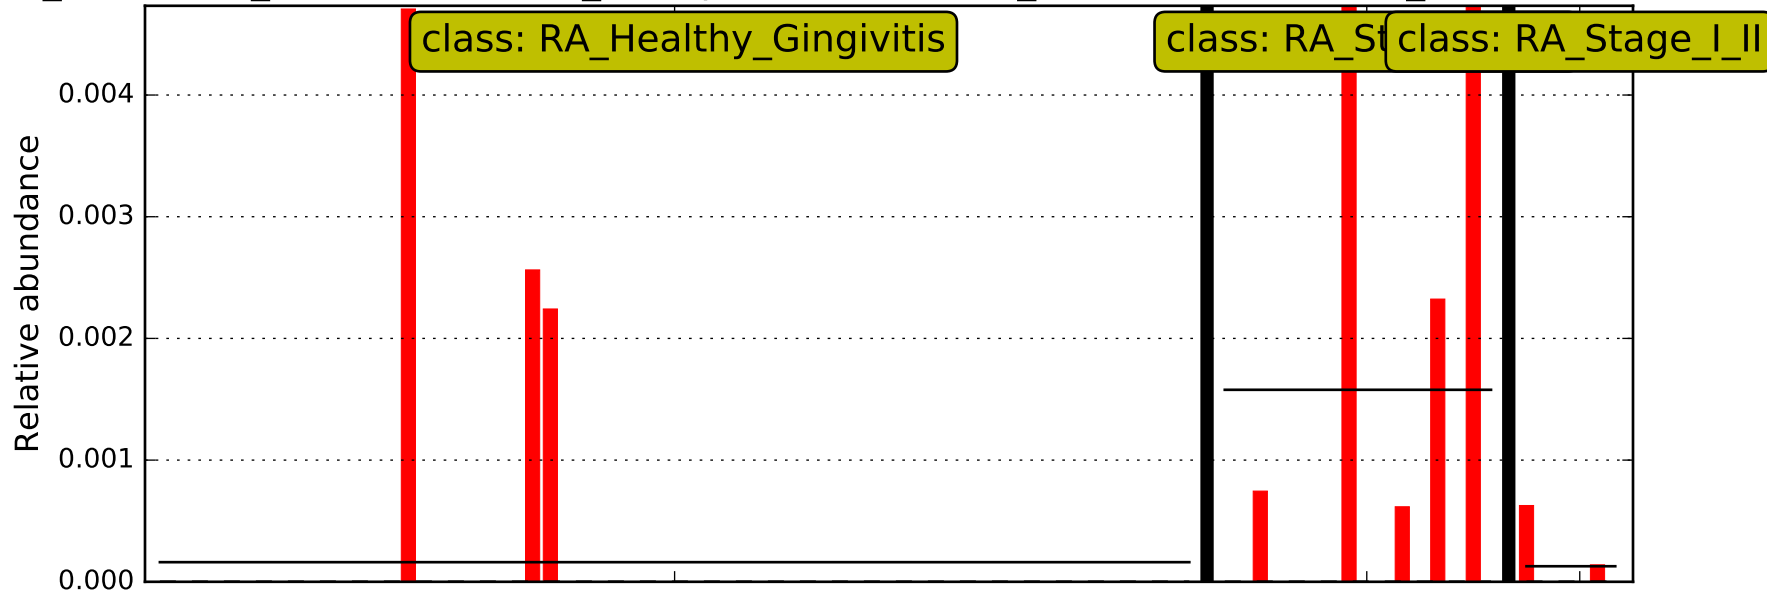 class: RA_Healthy_Gingivitis
class: RA_St
class: RA_Stage_I_II
0.004
0.003
0.002
0.001
0.000
Relative abundance